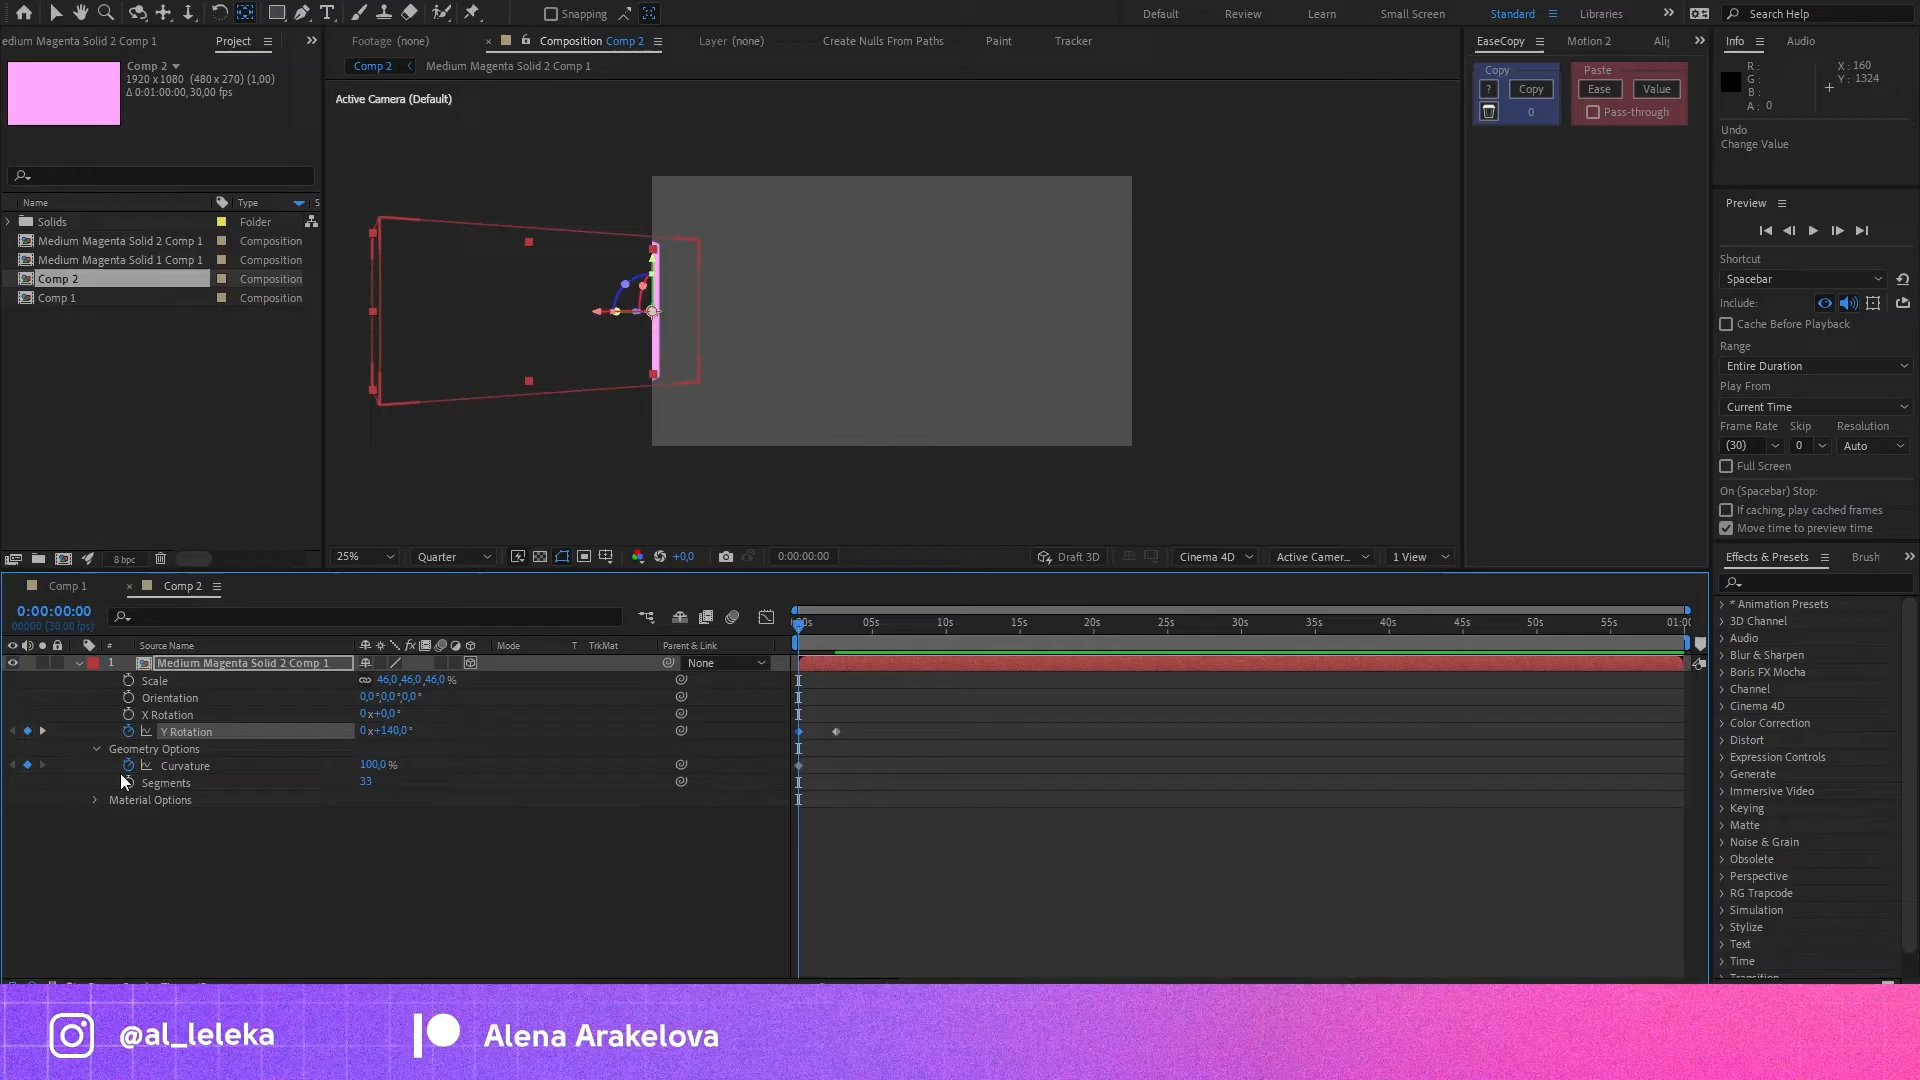 Snapping
Default
Review
Learn
Small Screen
Standard
Libraries
Search Help
edium Magenta Solid 2 Comp 1
Project
Footage (none)
Composition Comp 2
Layer (none)
Create Nulls From Paths
Paint
Tracker
EaseCopy
Motion 2
Ali
Info
Audio
Comp 2
1920 x 1080 (480 x 270) (1,00)
Δ 0:01:00:00, 30,00 fps
Comp 2
Medium Magenta Solid 2 Comp 1
Active Camera (Default)
Copy
Paste
?
Copy
Ease
Value
0
Pass-through
R :
G :
B :
A : 0
X : 160
Y : 1324
Undo
Change Value
Name
Type
S
Solids
Folder
Medium Magenta Solid 2 Comp 1
Composition
Medium Magenta Solid 1 Comp 1
Composition
Comp 2
Composition
Comp 1
Composition
Preview
Shortcut
Spacebar
Include:
Cache Before Playback
Range
Entire Duration
Play From
Current Time
Frame Rate
Skip
Resolution
(30)
0
Auto
Full Screen
On (Spacebar) Stop:
If caching, play cached frames
Move time to preview time
8 bpc
25%
Quarter
+0,0
0:00:00:00
Draft 3D
Cinema 4D
Active Camer...
1 View
Effects & Presets
Brush
* Animation Presets
3D Channel
Audio
Blur & Sharpen
Boris FX Mocha
Channel
Cinema 4D
Color Correction
Distort
Expression Controls
Generate
Immersive Video
Keying
Matte
Noise & Grain
Obsolete
Perspective
RG Trapcode
Simulation
Stylize
Text
Time
Comp 1
Comp 2
0:00:00:00
00000 (30.00 fps)
00s
05s
10s
15s
20s
25s
30s
35s
40s
45s
50s
55s
01:00
#
Source Name
Mode
T
TrkMat
Parent & Link
1
Medium Magenta Solid 2 Comp 1
None
Scale
46,0,46,0,46,0 %
Orientation
0,0°,0,0°,0,0°
X Rotation
0x+0,0°
Y Rotation
0x+140,0°
Geometry Options
Curvature
100,0 %
Segments
33
Material Options
@al_leleka
Alena Arakelova